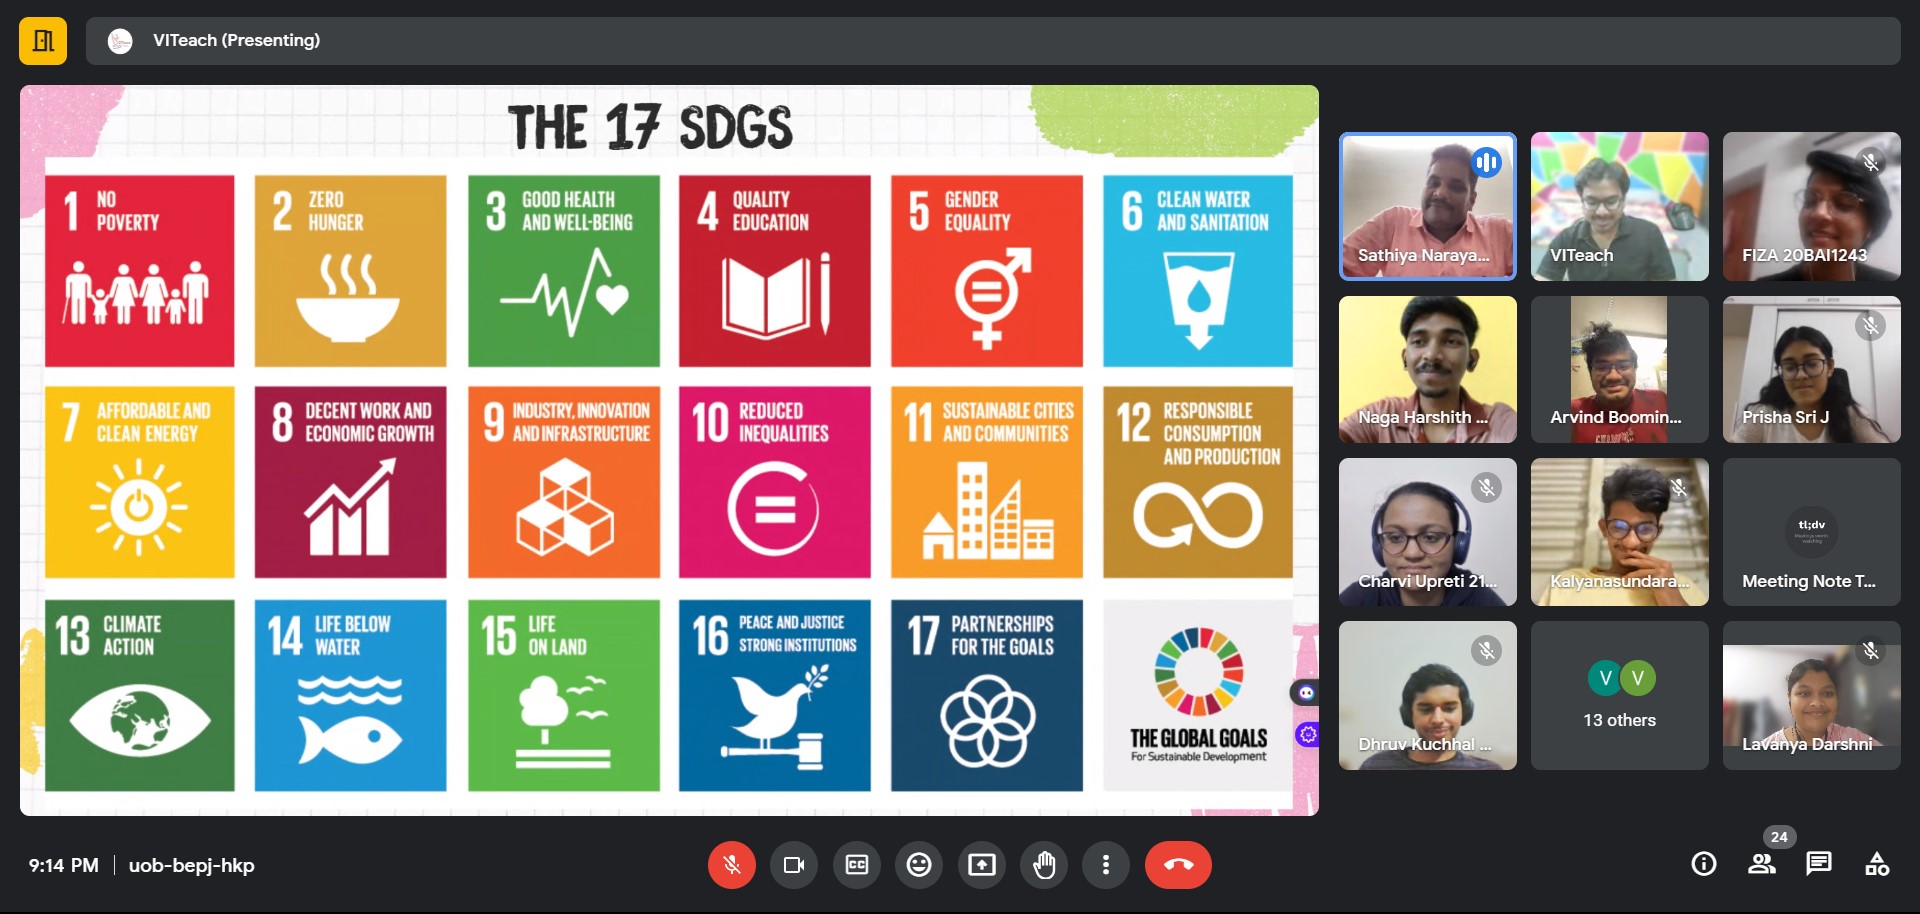 VITeach (Presenting)
THE 17 SDGS
1 NO
POVERTY
2 ZERO
HUNGER
3 GOOD HEALTH
AND WELL-BEING
4 QUALITY
EDUCATION
5 GENDER
EQUALITY
6 CLEAN WATER
AND SANITATION
7 AFFORDABLE AND
CLEAN ENERGY
8 DECENT WORK AND
ECONOMIC GROWTH
9 INDUSTRY, INNOVATION
AND INFRASTRUCTURE
10 REDUCED
INEQUALITIES
11 SUSTAINABLE CITIES
AND COMMUNITIES
12 RESPONSIBLE
CONSUMPTION
AND PRODUCTION
13 CLIMATE
ACTION
14 LIFE BELOW
WATER
15 LIFE
ON LAND
16 PEACE AND JUSTICE
STRONG INSTITUTIONS
17 PARTNERSHIPS
FOR THE GOALS
THE GLOBAL GOALS
For Sustainable Development
Sathiya Naraya...
VITeach
FIZA 20BAI1243
Naga Harshith ...
Arvind Boomin...
Prisha Sri J
Charvi Upreti 21...
Kalyanasundara...
tl;dv
Meeting Note T...
Dhruv Kuchhal ...
V V
13 others
Lavanya Darshni
9:14 PM
uob-bepj-hkp
CC
24